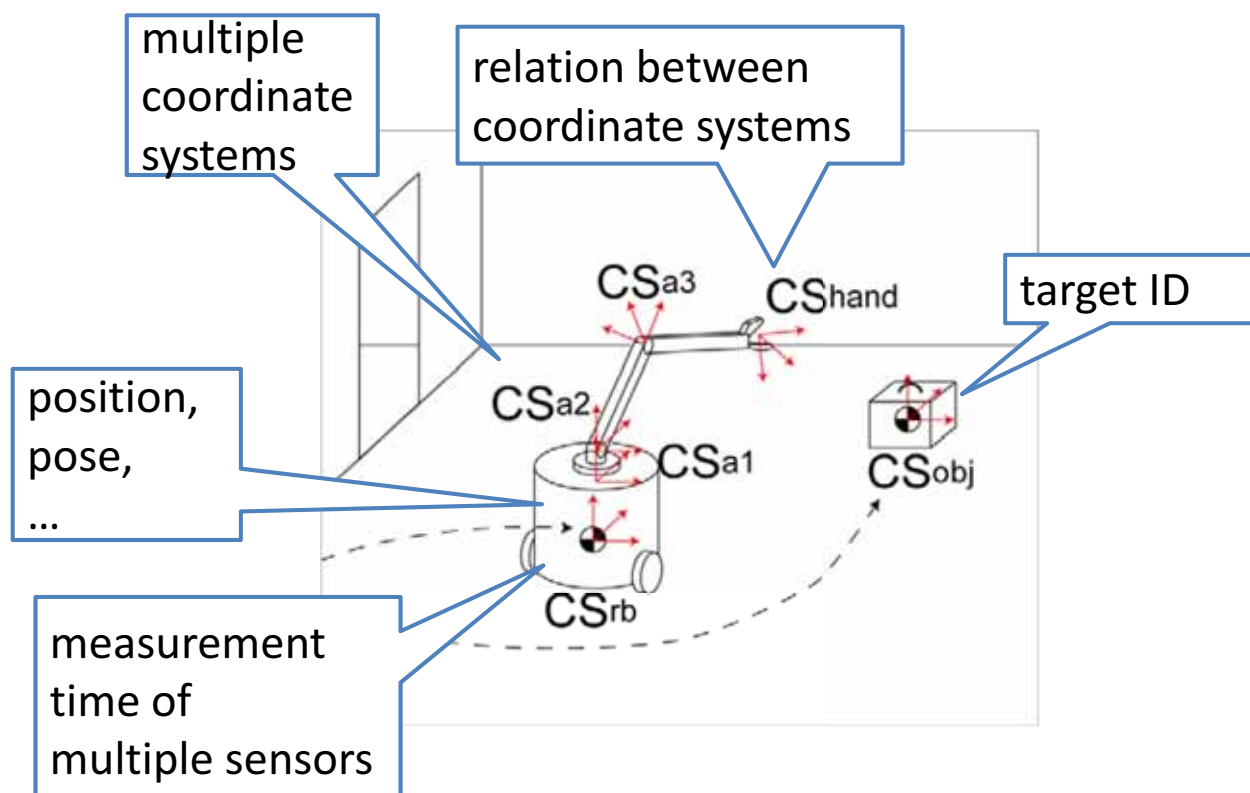 multiple
coordinate
systems
relation between
coordinate systems
CSa3
CShand
target ID
position,
pose,
...
CSa2
CSa1
CSobj
CSrb
measurement
time of
multiple sensors